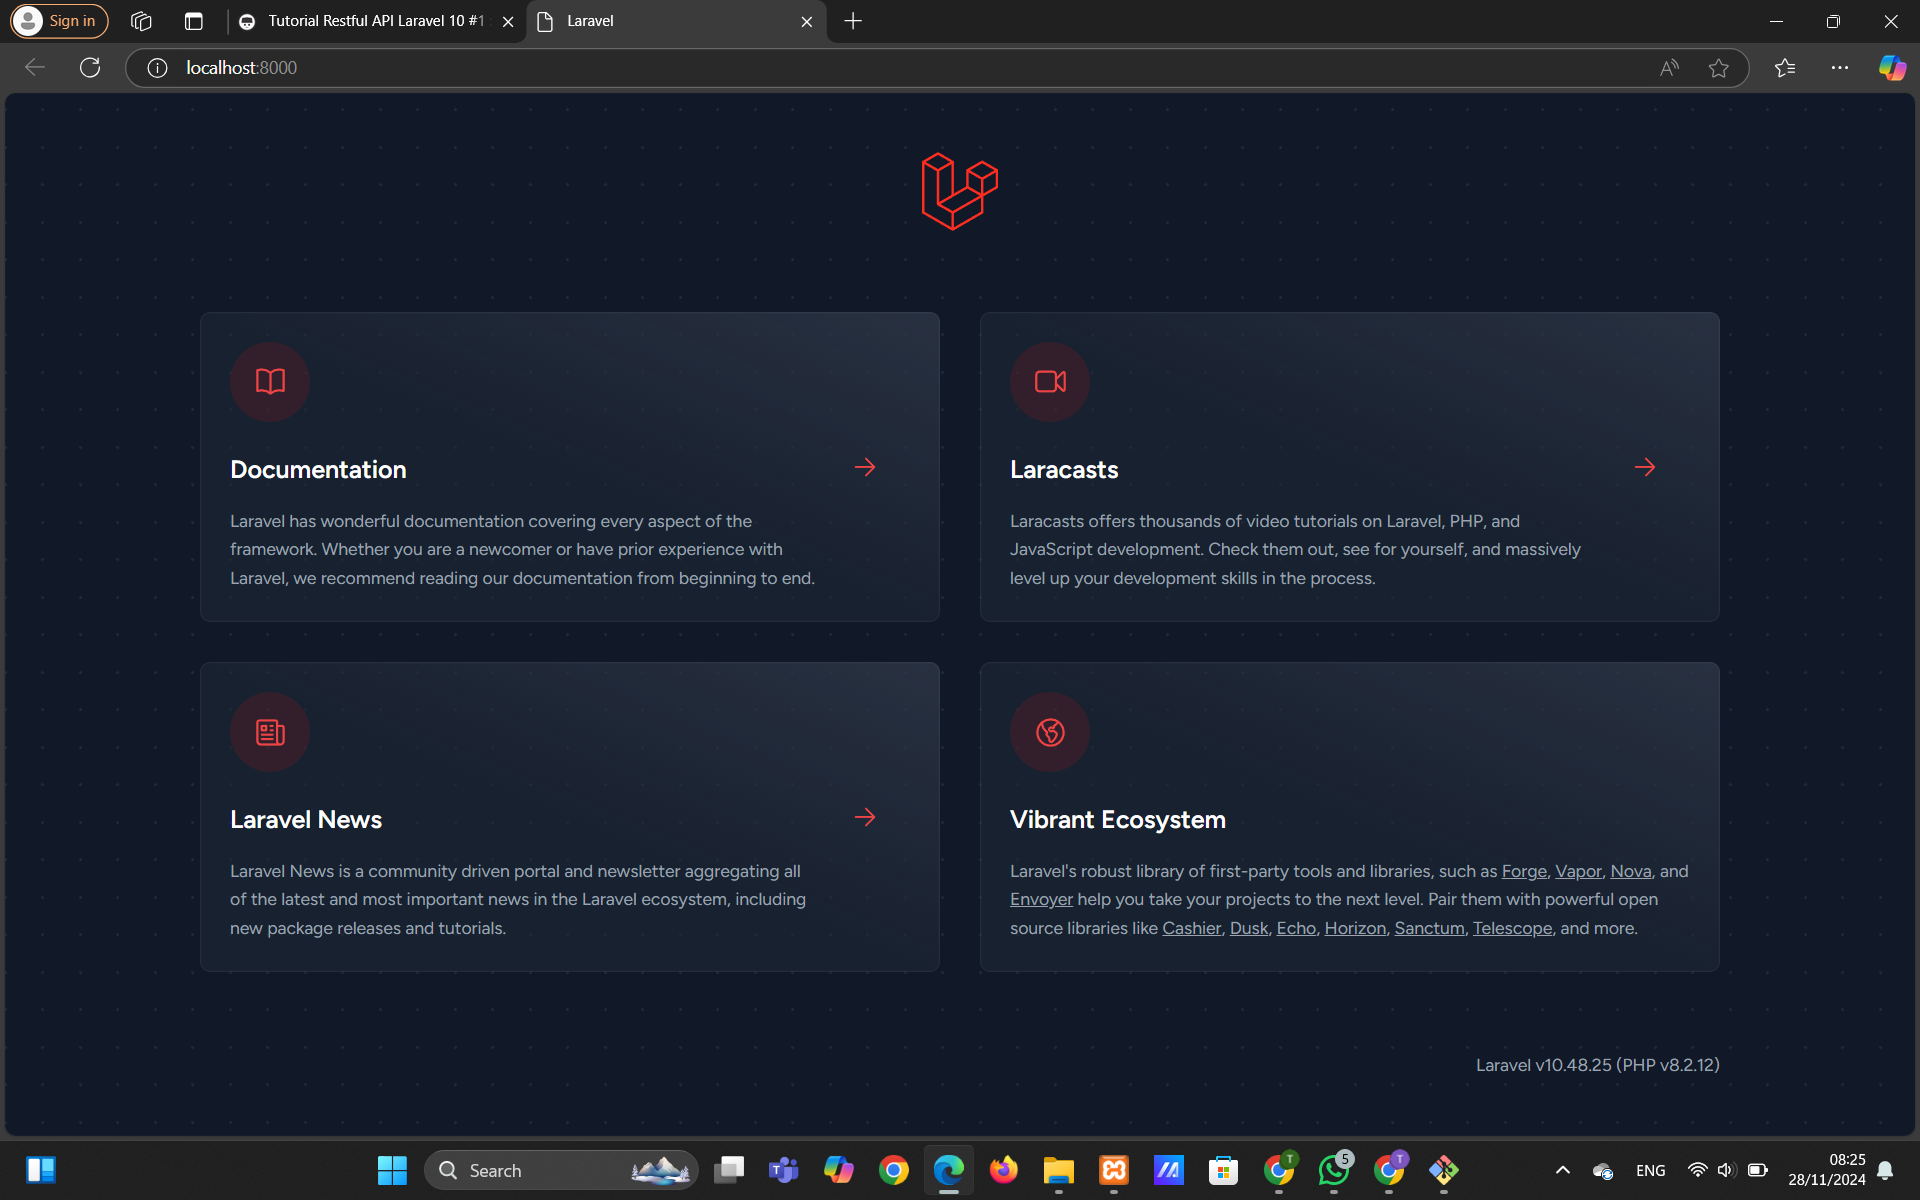 Sign in
Tutorial Restful API Laravel 10 #1
Laravel
localhost:8000
Documentation
Laravel has wonderful documentation covering every aspect of the
framework. Whether you are a newcomer or have prior experience with
Laravel, we recommend reading our documentation from beginning to end.
Laracasts
Laracasts offers thousands of video tutorials on Laravel, PHP, and
JavaScript development. Check them out, see for yourself, and massively
level up your development skills in the process.
Laravel News
Laravel News is a community driven portal and newsletter aggregating all
of the latest and most important news in the Laravel ecosystem, including
new package releases and tutorials.
Vibrant Ecosystem
Laravel's robust library of first-party tools and libraries, such as Forge, Vapor, Nova, and
Envoyer help you take your projects to the next level. Pair them with powerful open
source libraries like Cashier, Dusk, Echo, Horizon, Sanctum, Telescope, and more.
Laravel v10.48.25 (PHP v8.2.12)
Search
T
5
T
ENG
08:25
28/11/2024